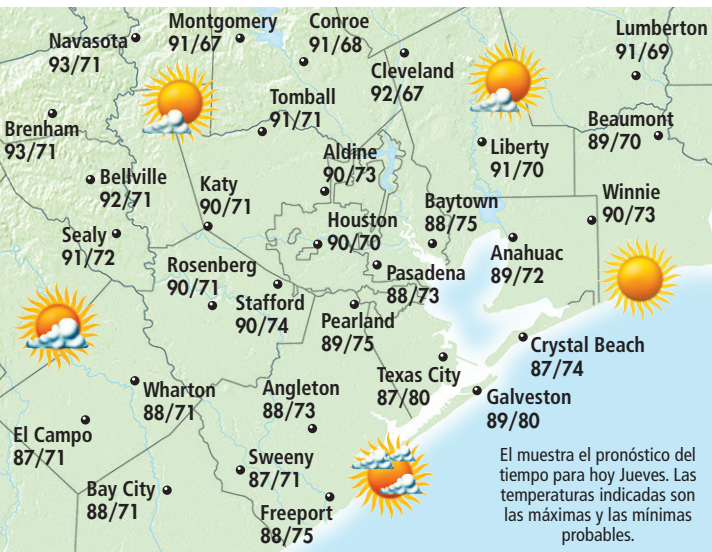 Montgomery
91/67
Conroe
91/68
Lumberton
91/69
Navasota
93/71
Cleveland
92/67
Tomball
91/71
Beaumont
89/70
Brenham
93/71
Liberty
91/70
Aldine
90/73
Bellville
92/71
Katy
90/71
Winnie
90/73
Baytown
88/75
Houston
90/70
Sealy
91/72
Anahuac
89/72
Rosenberg
90/71
Pasadena
88/73
Stafford
90/74
Pearland
89/75
Crystal Beach
87/74
Texas City
87/80
Wharton
88/71
Angleton
88/73
Galveston
89/80
El Campo
87/71
Sweeny
87/71
Bay City
88/71
Freeport
88/75
El muestra el pronóstico del
tiempo para hoy Jueves. Las
temperaturas indicadas son
las máximas y las mínimas
probables.